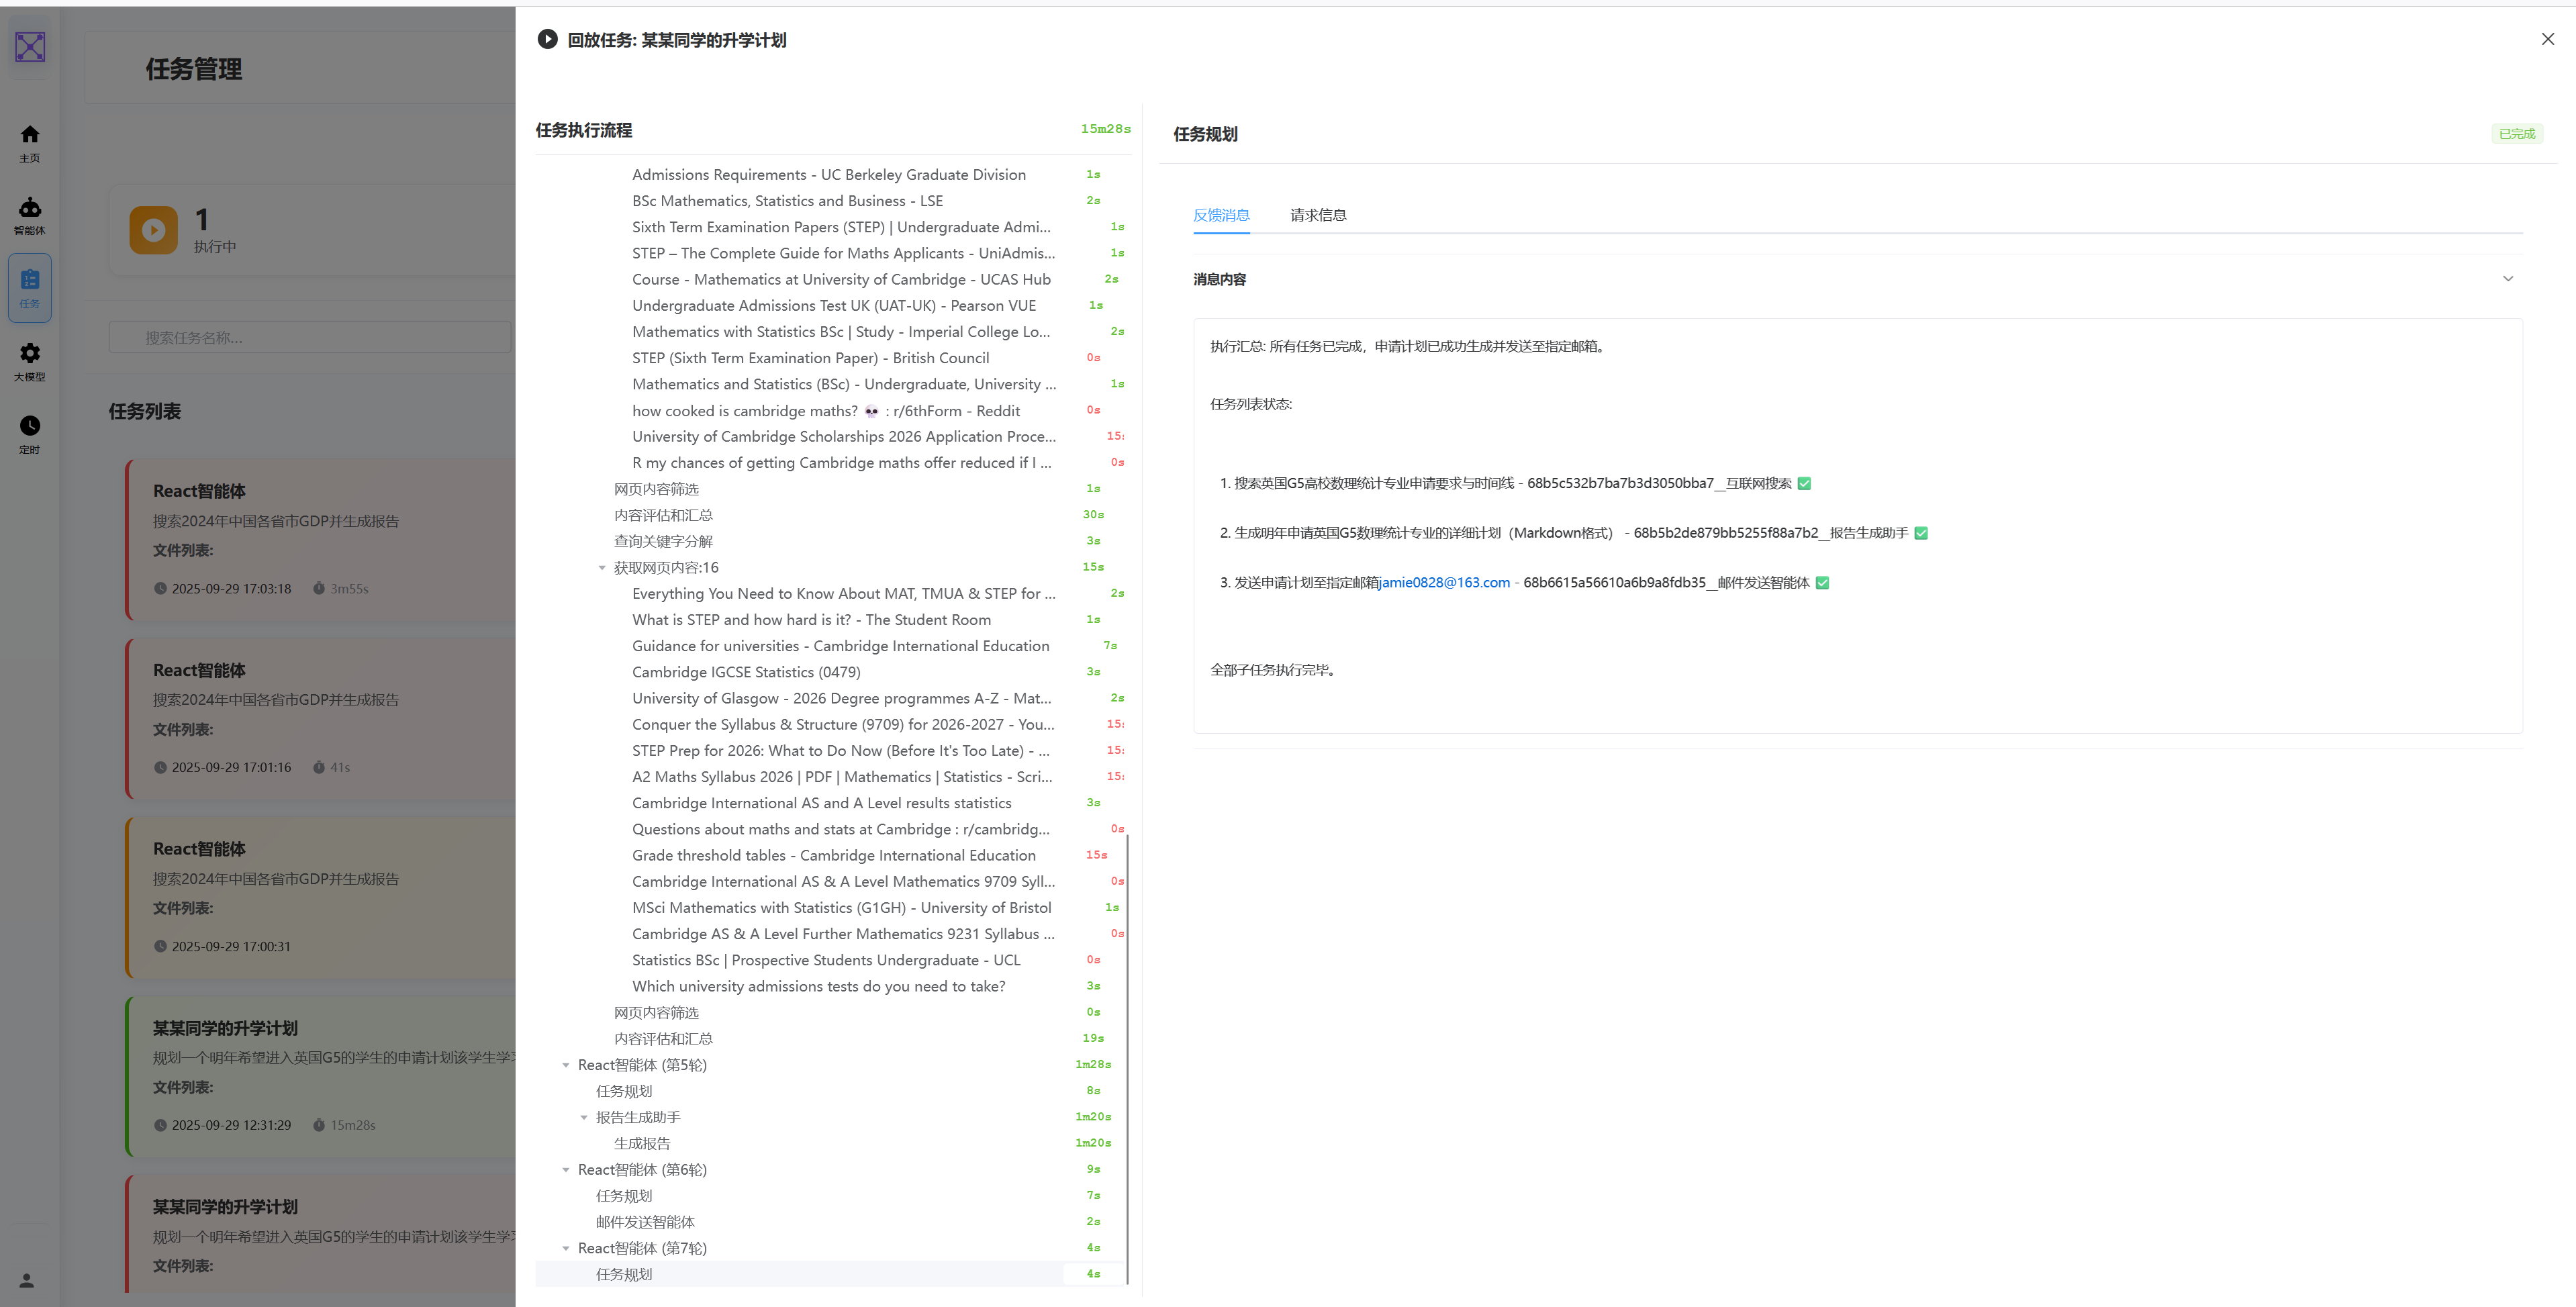 主页
智能体
任务
大模型
定时
任务管理
1
执行中
搜索任务名称...
任务列表
React智能体
搜索2024年中国各省市GDP并生成报告
文件列表:
2025-09-29 17:03:18 3m55s
React智能体
搜索2024年中国各省市GDP并生成报告
文件列表:
2025-09-29 17:01:16 41s
React智能体
搜索2024年中国各省市GDP并生成报告
文件列表:
2025-09-29 17:00:31
某某同学的升学计划
规划一个明年希望进入英国G5的学生的申请计划该学生学习
文件列表:
2025-09-29 12:31:29 15m28s
某某同学的升学计划
规划一个明年希望进入英国G5的学生的申请计划该学生学习
文件列表:
回放任务: 某某同学的升学计划
任务执行流程 15m28s
Admissions Requirements - UC Berkeley Graduate Division 1s
BSc Mathematics, Statistics and Business - LSE 2s
Sixth Term Examination Papers (STEP) | Undergraduate Admi... 1s
STEP – The Complete Guide for Maths Applicants - UniAdmis... 1s
Course - Mathematics at University of Cambridge - UCAS Hub 2s
Undergraduate Admissions Test UK (UAT-UK) - Pearson VUE 1s
Mathematics with Statistics BSc | Study - Imperial College Lo... 2s
STEP (Sixth Term Examination Paper) - British Council 0s
Mathematics and Statistics (BSc) - Undergraduate, University ... 1s
how cooked is cambridge maths? 💀 : r/6thForm - Reddit 0s
University of Cambridge Scholarships 2026 Application Proce... 15s
R my chances of getting Cambridge maths offer reduced if I ... 0s
网页内容筛选 1s
内容评估和汇总 30s
查询关键字分解 3s
获取网页内容:16 15s
Everything You Need to Know About MAT, TMUA & STEP for ... 2s
What is STEP and how hard is it? - The Student Room 1s
Guidance for universities - Cambridge International Education 7s
Cambridge IGCSE Statistics (0479) 3s
University of Glasgow - 2026 Degree programmes A-Z - Mat... 2s
Conquer the Syllabus & Structure (9709) for 2026-2027 - You... 15s
STEP Prep for 2026: What to Do Now (Before It's Too Late) - ... 15s
A2 Maths Syllabus 2026 | PDF | Mathematics | Statistics - Scri... 15s
Cambridge International AS and A Level results statistics 3s
Questions about maths and stats at Cambridge : r/cambridg... 0s
Grade threshold tables - Cambridge International Education 15s
Cambridge International AS & A Level Mathematics 9709 Syll... 0s
MSci Mathematics with Statistics (G1GH) - University of Bristol 1s
Cambridge AS & A Level Further Mathematics 9231 Syllabus ... 0s
Statistics BSc | Prospective Students Undergraduate - UCL 0s
Which university admissions tests do you need to take? 3s
网页内容筛选 0s
内容评估和汇总 19s
React智能体 (第5轮) 1m28s
任务规划 8s
报告生成助手 1m20s
生成报告 1m20s
React智能体 (第6轮) 9s
任务规划 7s
邮件发送智能体 2s
React智能体 (第7轮) 4s
任务规划 4s
任务规划 已完成
反馈消息 请求信息
消息内容
执行汇总: 所有任务已完成，申请计划已成功生成并发送至指定邮箱。
任务列表状态:
1. 搜索英国G5高校数理统计专业申请要求与时间线 - 68b5c532b7ba7b3d3050bba7__互联网搜索 ✅
2. 生成明年申请英国G5数理统计专业的详细计划（Markdown格式） - 68b5b2de879bb5255f88a7b2__报告生成助手 ✅
3. 发送申请计划至指定邮箱jamie0828@163.com - 68b6615a56610a6b9a8fdb35__邮件发送智能体 ✅
全部子任务执行完毕。